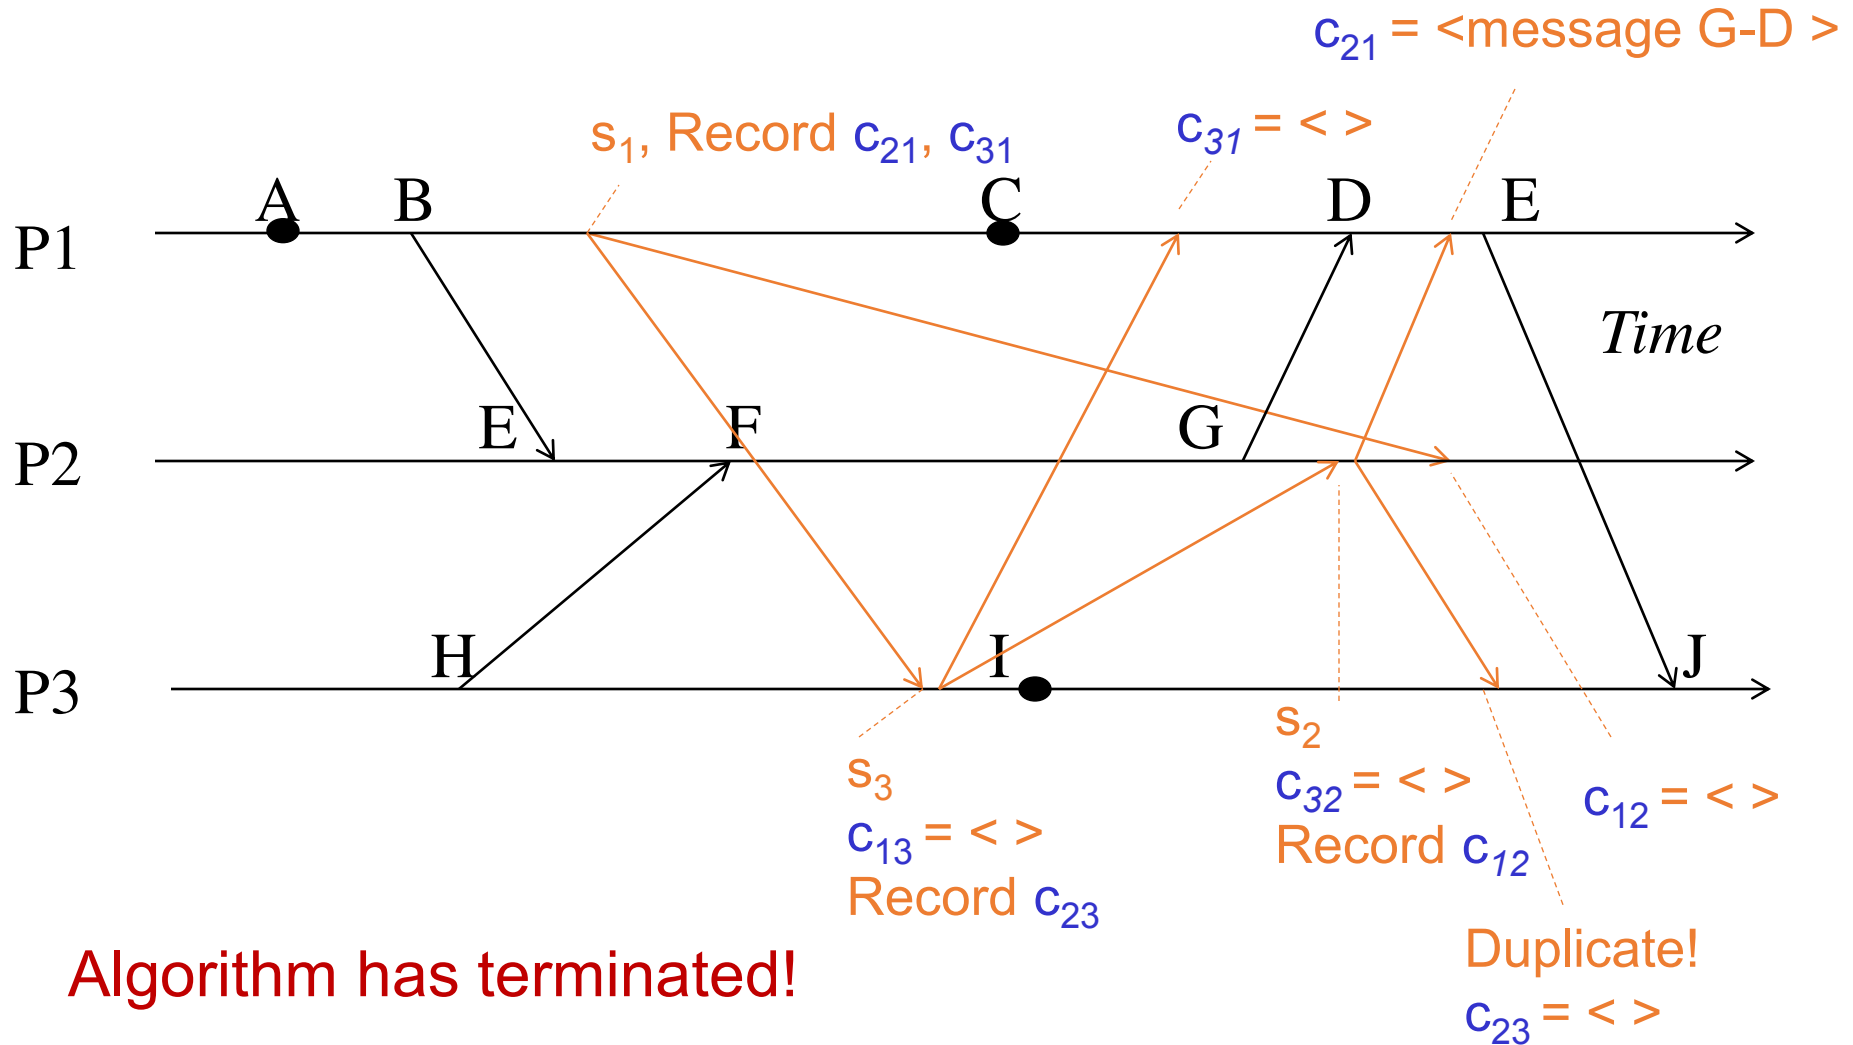 c21 = <message G-D >
s1, Record c21, c31
c31 = < >
A
B
C
D
E
P1
Time
E
F
G
P2
H
I
J
P3
s3
c13 = < >
Record c23
s2
c32 = < >
Record c12
c12 = < >
Duplicate!
c23 = < >
Algorithm has terminated!